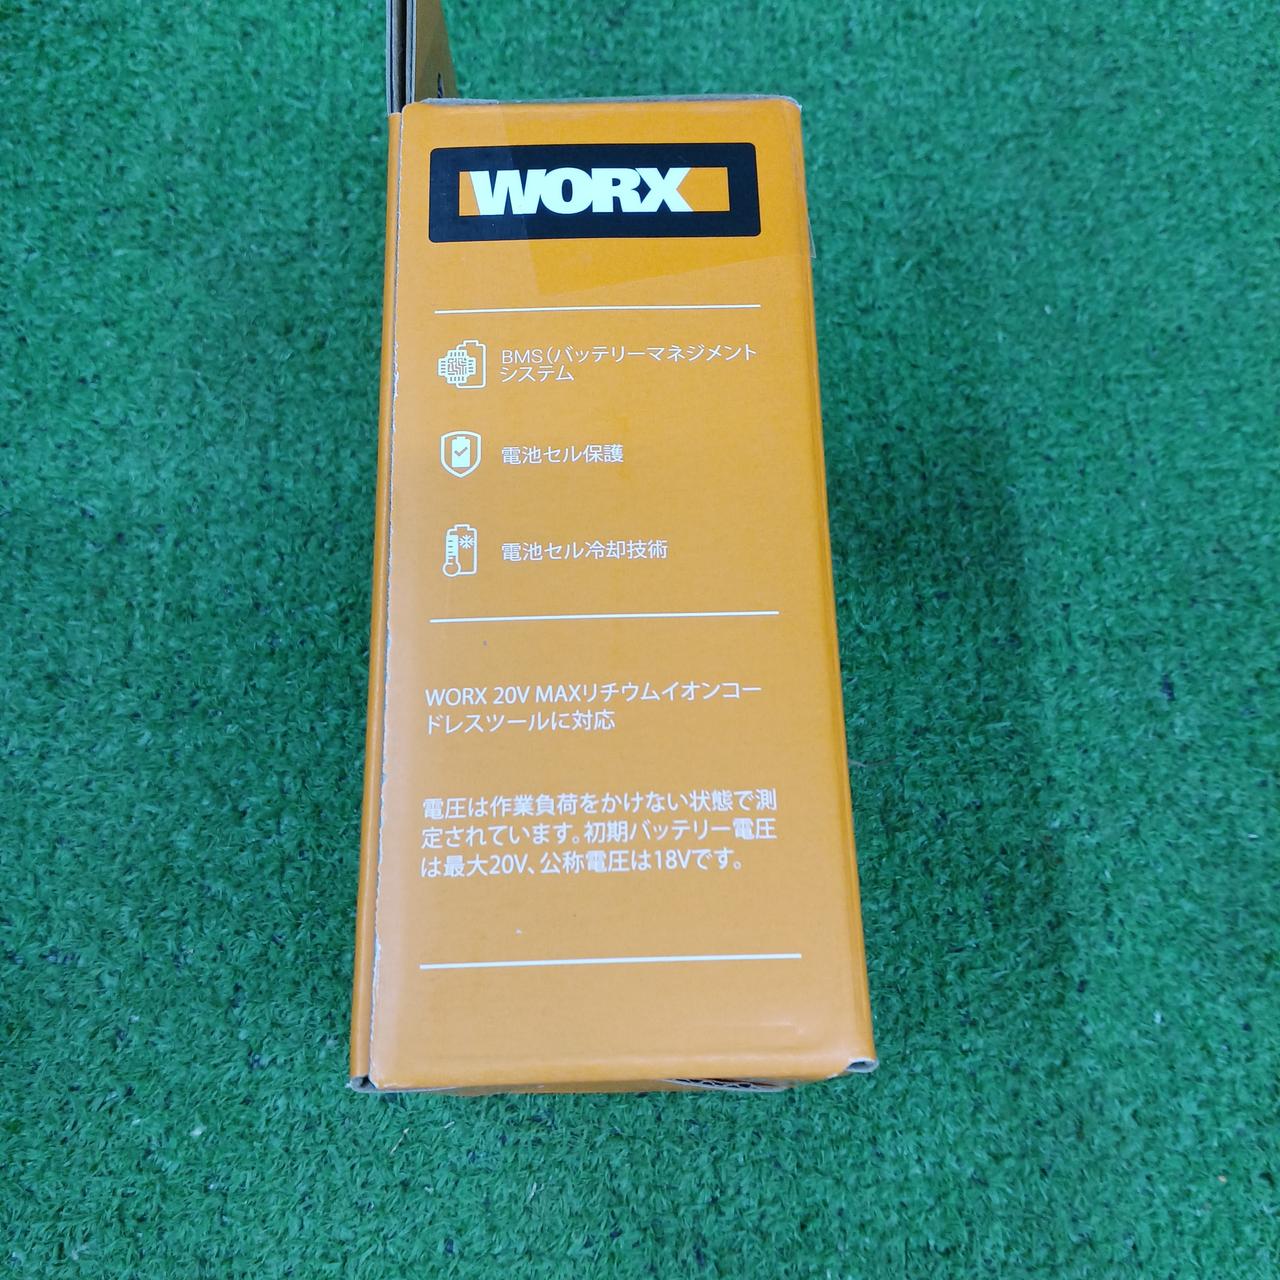 WORX
BMS(バッテリーマネジメント
システム
電池セル保護
電池セル冷却技術
WORX 20V MAXリチウムイオンコー
ドレスツールに対応
電圧は作業負荷をかけない状態で測
定されています。初期バッテリー電圧
は最大20V、公称電圧は18Vです。